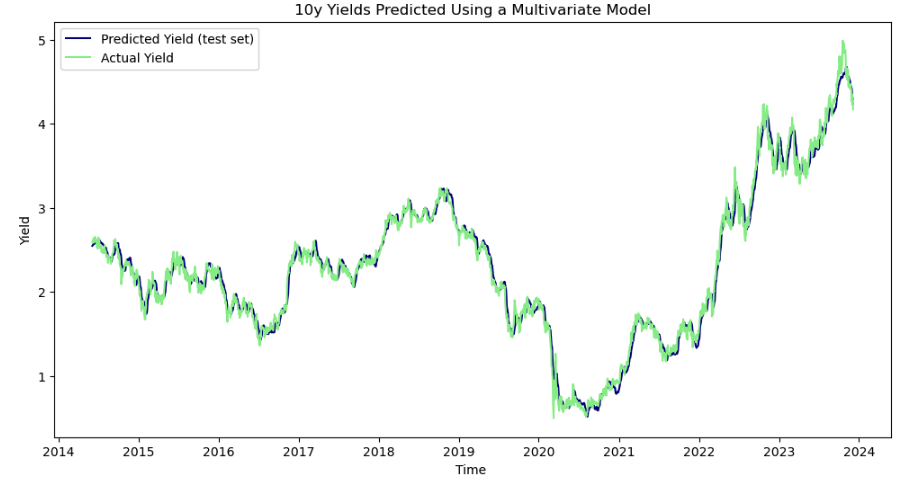 10y Yields Predicted Using a Multivariate Model
Predicted Yield (test set)
Actual Yield
5
4
3
2
1
Yield
2014 2015 2016 2017 2018 2019 2020 2021 2022 2023 2024
Time